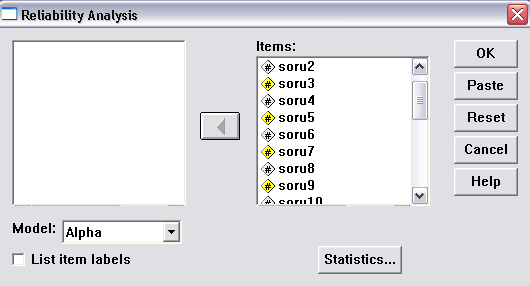 Reliability Analysis
Items:
soru2
soru3
soru4
soru5
soru6
soru7
soru8
soru9
soru10
OK
Paste
Reset
Cancel
Help
Model: Alpha
List item labels
Statistics...